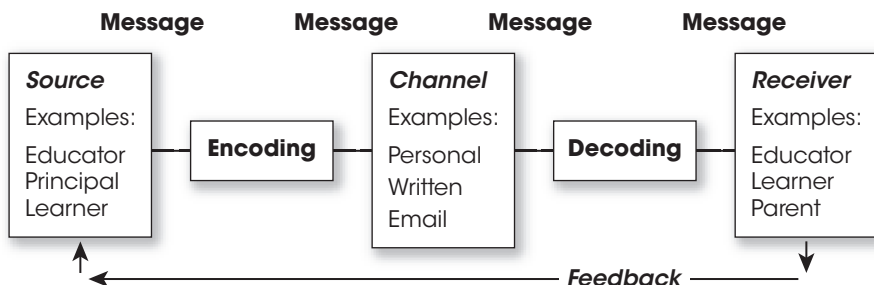 Message Message Message Message
Source
Examples:
Educator
Principal
Learner
Encoding
Channel
Examples:
Personal
Written
Email
Decoding
Receiver
Examples:
Educator
Learner
Parent
Feedback